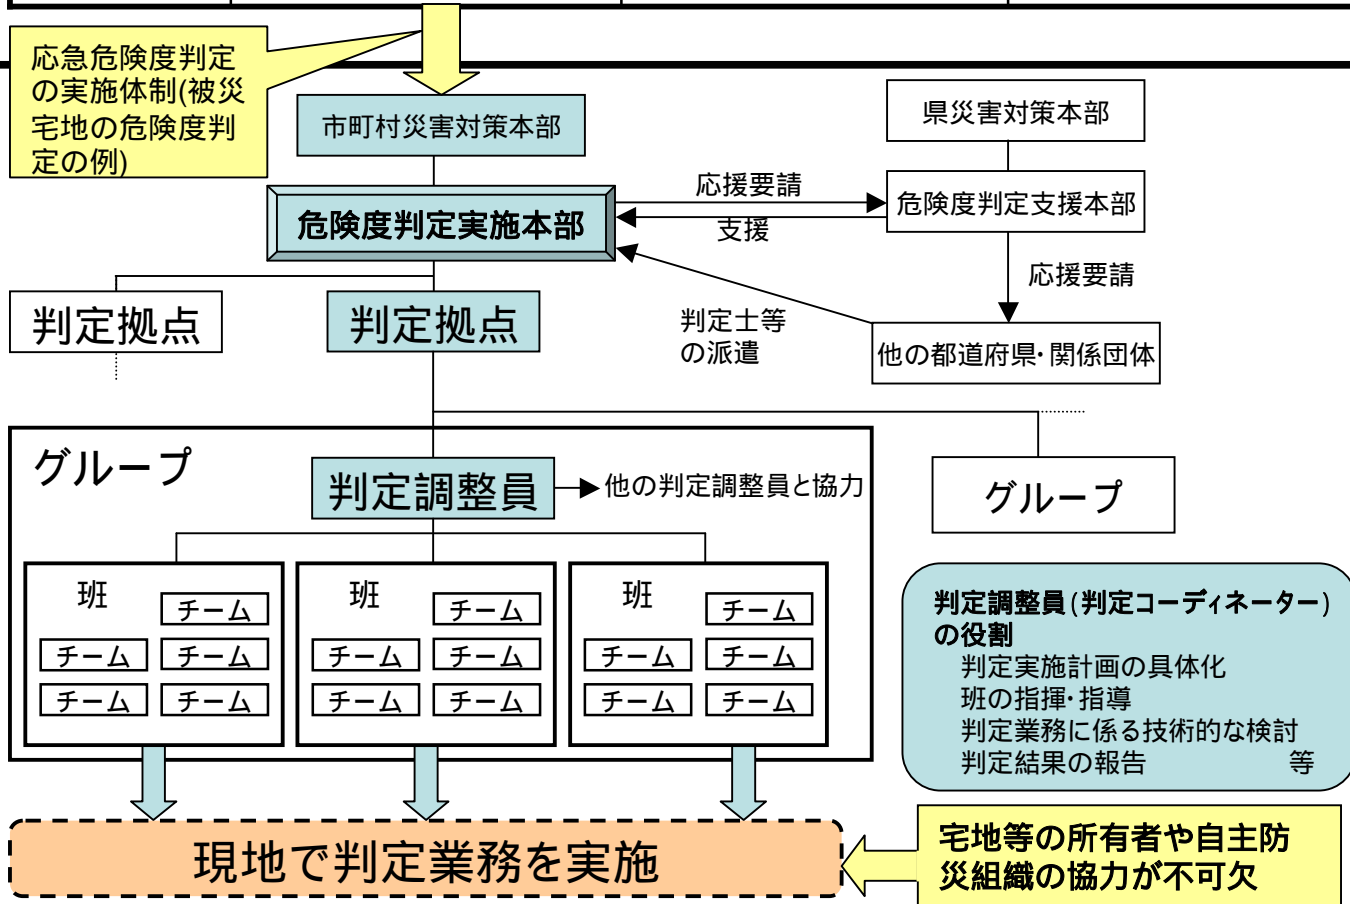 応急危険度判定
の実施体制(被災
宅地の危険度判
定の例)
市町村災害対策本部
県災害対策本部
危険度判定実施本部
応援要請
支援
危険度判定支援本部
応援要請
判定拠点
判定拠点
判定士等
の派遣
他の都道府県・関係団体
グループ
判定調整員
他の判定調整員と協力
グループ
班
チーム
チーム
チーム
チーム
チーム
班
チーム
チーム
チーム
チーム
チーム
班
チーム
チーム
チーム
チーム
チーム
判定調整員(判定コーディネーター)
の役割
判定実施計画の具体化
班の指揮・指導
判定業務に係る技術的な検討
判定結果の報告 等
現地で判定業務を実施
宅地等の所有者や自主防
災組織の協力が不可欠